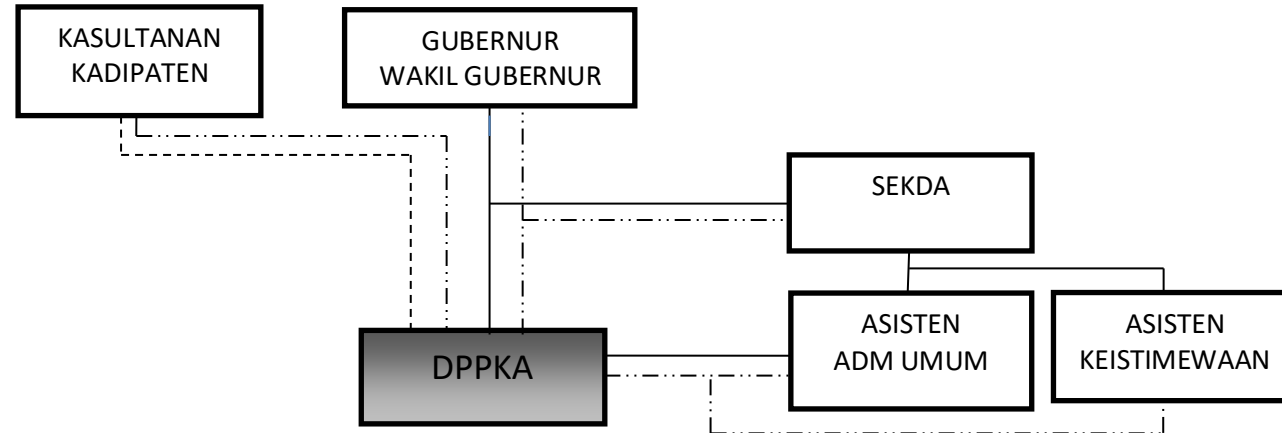 KASULTANAN
KADIPATEN
GUBERNUR
WAKIL GUBERNUR
SEKDA
DPPKA
ASISTEN
ADM UMUM
ASISTEN
KEISTIMEWAAN